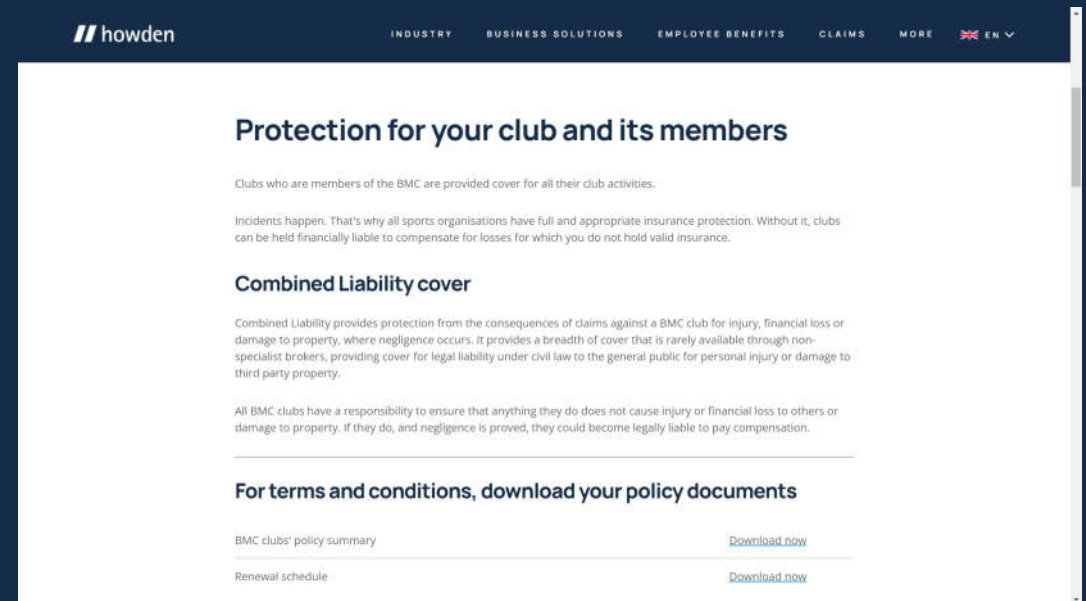 howden
INDUSTRY BUSINESS SOLUTIONS EMPLOYEE BENEFITS CLAIMS MORE EN
Protection for your club and its members
Clubs who are members of the BMC are provided cover for all their club activities.
Incidents happen. That's why all sports organisations have full and appropriate insurance protection. Without it, clubs
can be held financially liable to compensate for losses for which you do not hold valid insurance.
Combined Liability cover
Combined Liability provides protection from the consequences of claims against a BMC club for injury, financial loss or
damage to property, where negligence occurs. It provides a breadth of cover that is rarely available through non-
specialist brokers, providing cover for legal liability under civil law to the general public for personal injury or damage to
third party property.
All BMC clubs have a responsibility to ensure that anything they do does not cause injury or financial loss to others or
damage to property. If they do, and negligence is proved, they could become legally liable to pay compensation.
For terms and conditions, download your policy documents
BMC clubs' policy summary Download now
Renewal schedule Download now